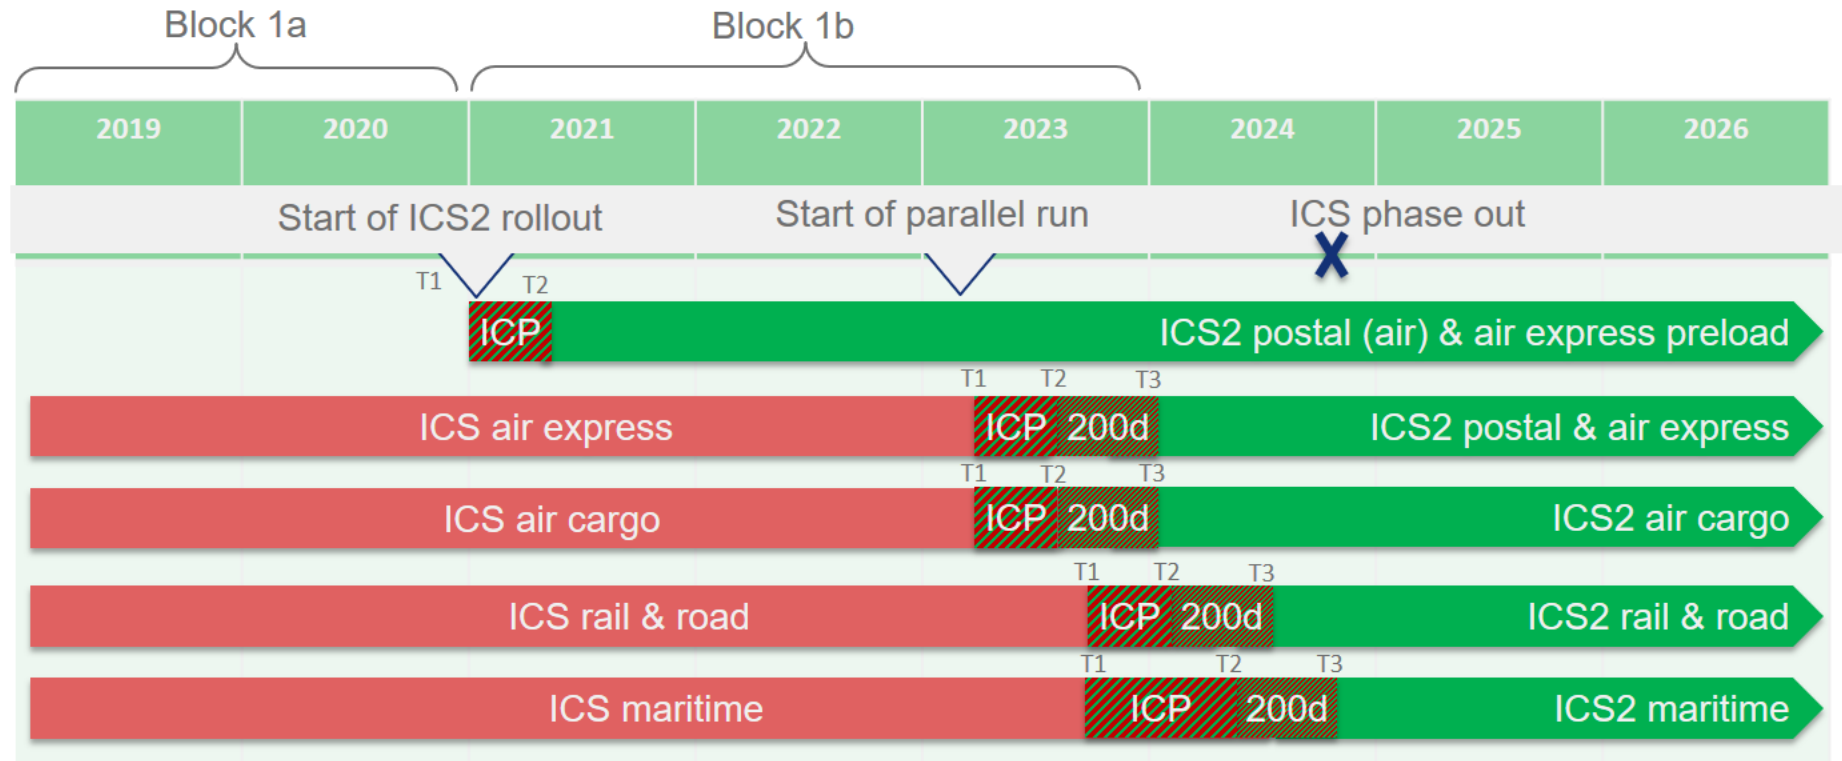 Block 1a
Block 1b
2019 2020 2021 2022 2023 2024 2025 2026
Start of ICS2 rollout
Start of parallel run
ICS phase out
T1 T2
ICP ICS2 postal (air) & air express preload
T1 T2 T3
ICS air express ICP 200d ICS2 postal & air express
T1 T2 T3
ICS air cargo ICP 200d ICS2 air cargo
T1 T2 T3
ICS rail & road ICP 200d ICS2 rail & road
T1 T2 T3
ICS maritime ICP 200d ICS2 maritime